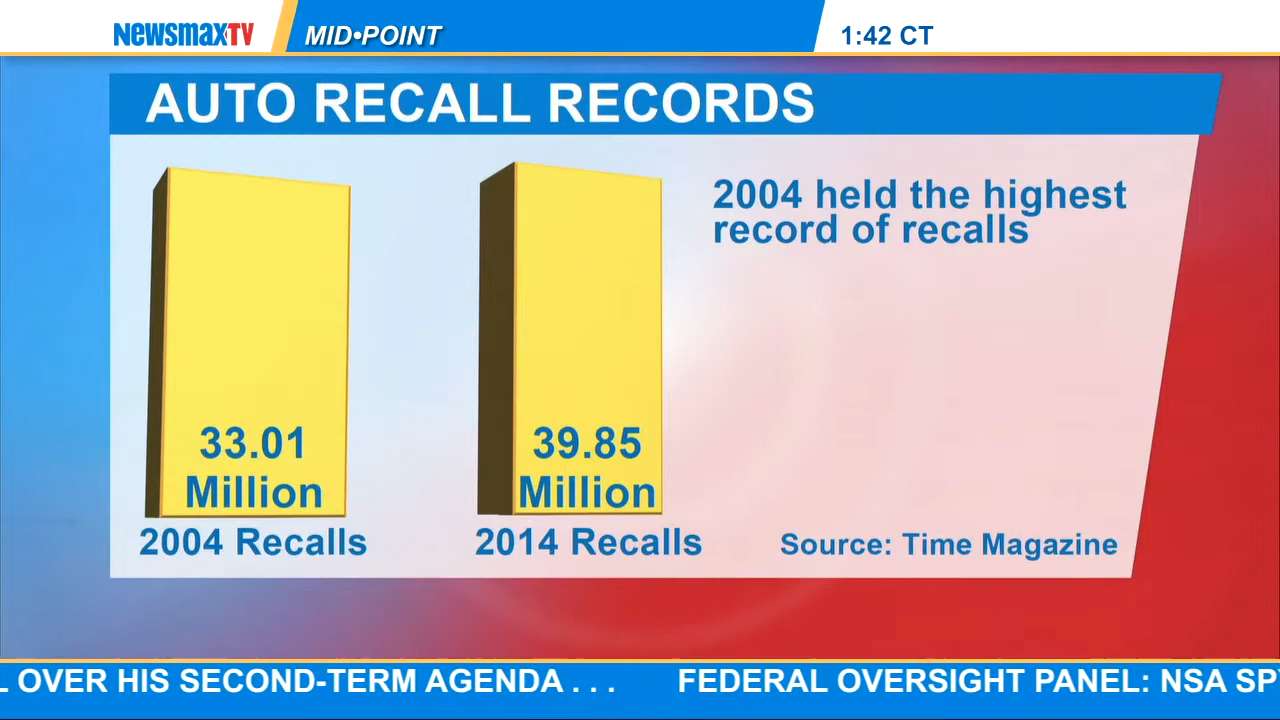 NewsmaxTV
MID•POINT
1:42 CT
AUTO RECALL RECORDS
2004 held the highest
record of recalls
33.01
Million
2004 Recalls
39.85
Million
2014 Recalls
Source: Time Magazine
OVER HIS SECOND-TERM AGENDA . . . FEDERAL OVERSIGHT PANEL: NSA